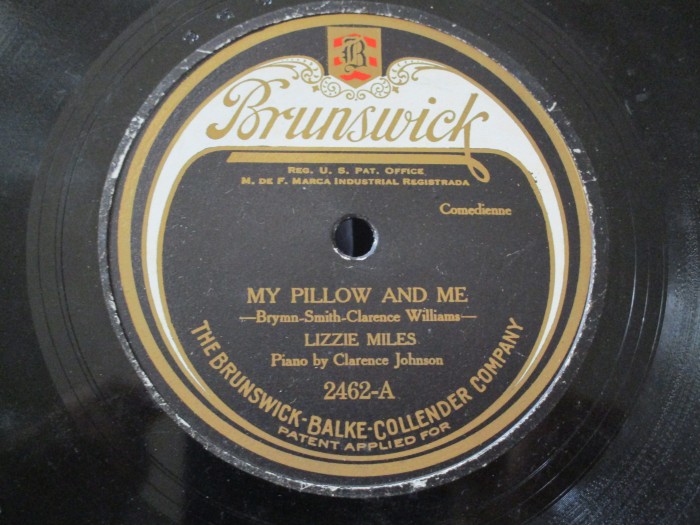 B
Brunswick
REG. U. S. PAT. OFFICE
M. DE F. MARCA INDUSTRIAL REGISTRADA
Comedienne
MY PILLOW AND ME
—Brymn-Smith-Clarence Williams—
LIZZIE MILES
Piano by Clarence Johnson
2462-A
THE BRUNSWICK-BALKE-COLLENDER COMPANY
PATENT APPLIED FOR